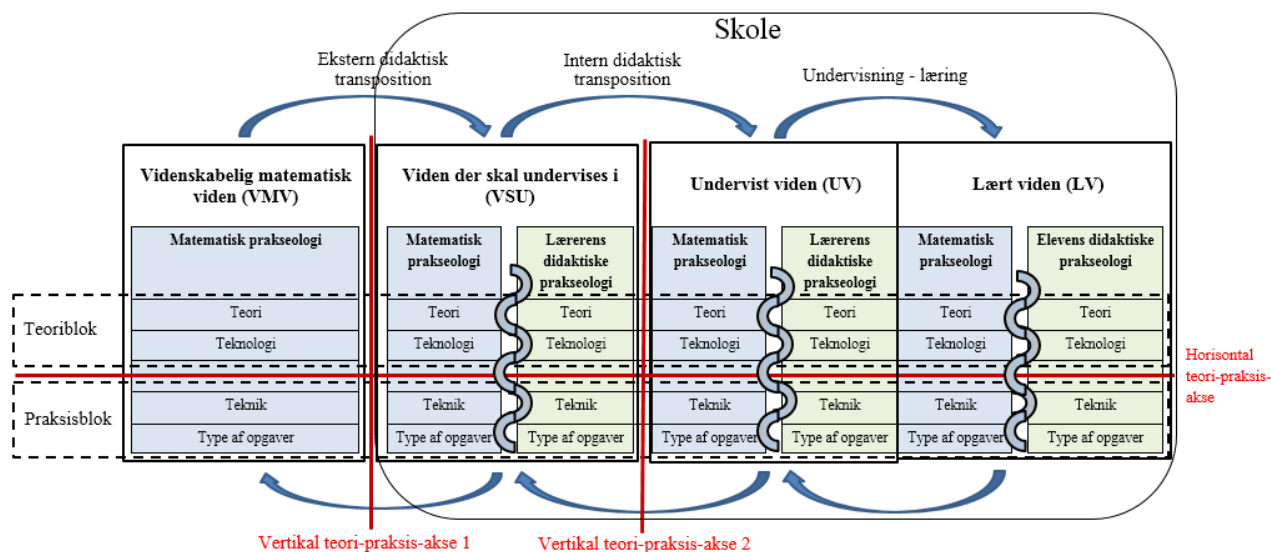 Skole
Ekstern didaktisk
transposition
Intern didaktisk
transposition
Undervisning - læring
Videnskabelig matematisk
viden (VMV)
Viden der skal undervises i
(VSU)
Undervist viden (UV)
Lært viden (LV)
Matematisk prakseologi
Matematisk
prakseologi
Lærerens
didaktiske
prakseologi
Matematisk
prakseologi
Lærerens
didaktiske
prakseologi
Matematisk
prakseologi
Elevens didaktiske
prakseologi
Teoriblok
Teori
Teori
Teori
Teori
Teori
Teori
Teori
Teknologi
Teknologi
Teknologi
Teknologi
Teknologi
Teknologi
Teknologi
Horisontal
teori-praksis-
akse
Praksisblok
Teknik
Teknik
Teknik
Teknik
Teknik
Teknik
Teknik
Type af opgaver
Type af opgaver
Type af opgaver
Type af opgaver
Type af opgaver
Type af opgaver
Type af opgaver
Vertikal teori-praksis-akse 1
Vertikal teori-praksis-akse 2